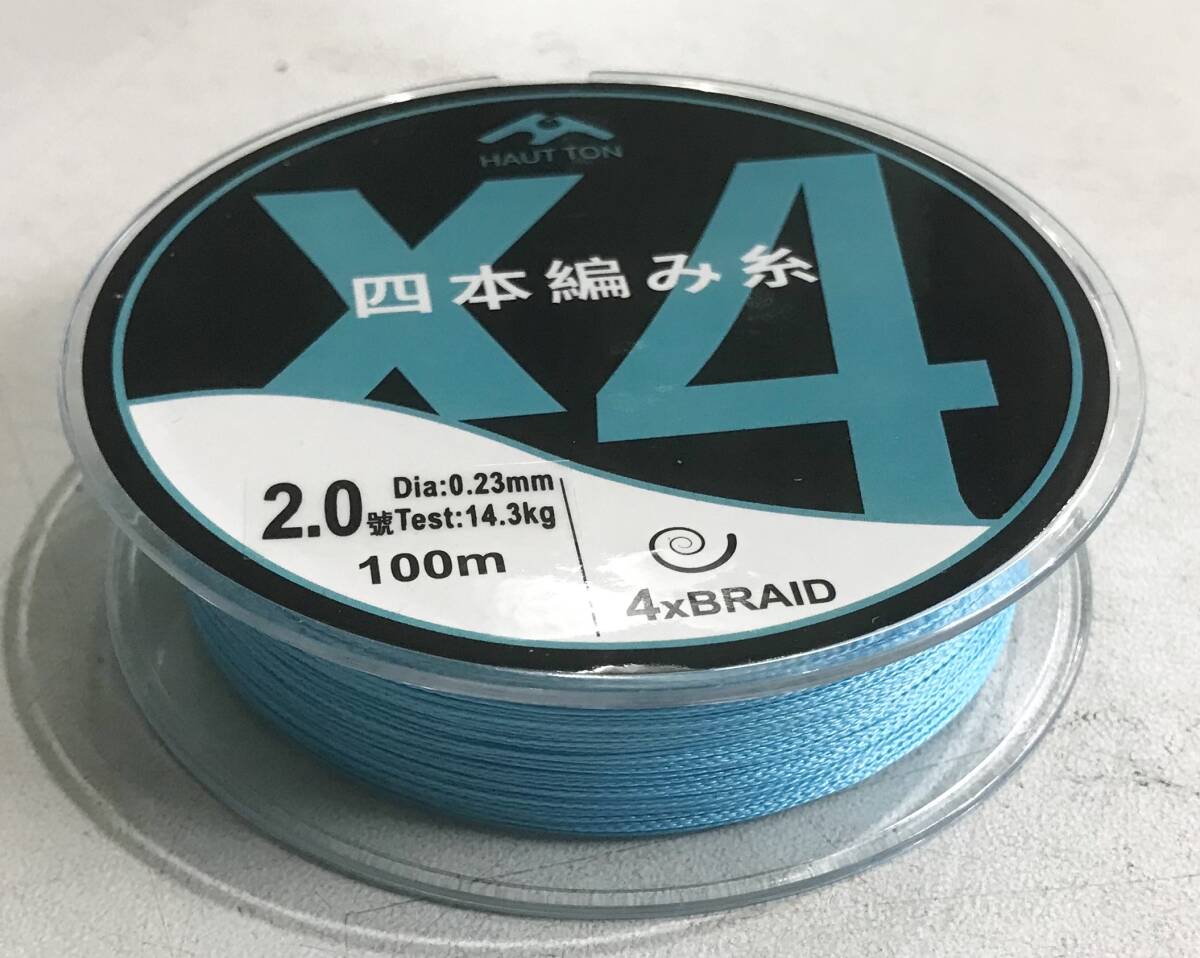 HAUT TON
X4
四本編み糸
2.0號 Dia:0.23mm
Test:14.3kg
100m
4xBRAID